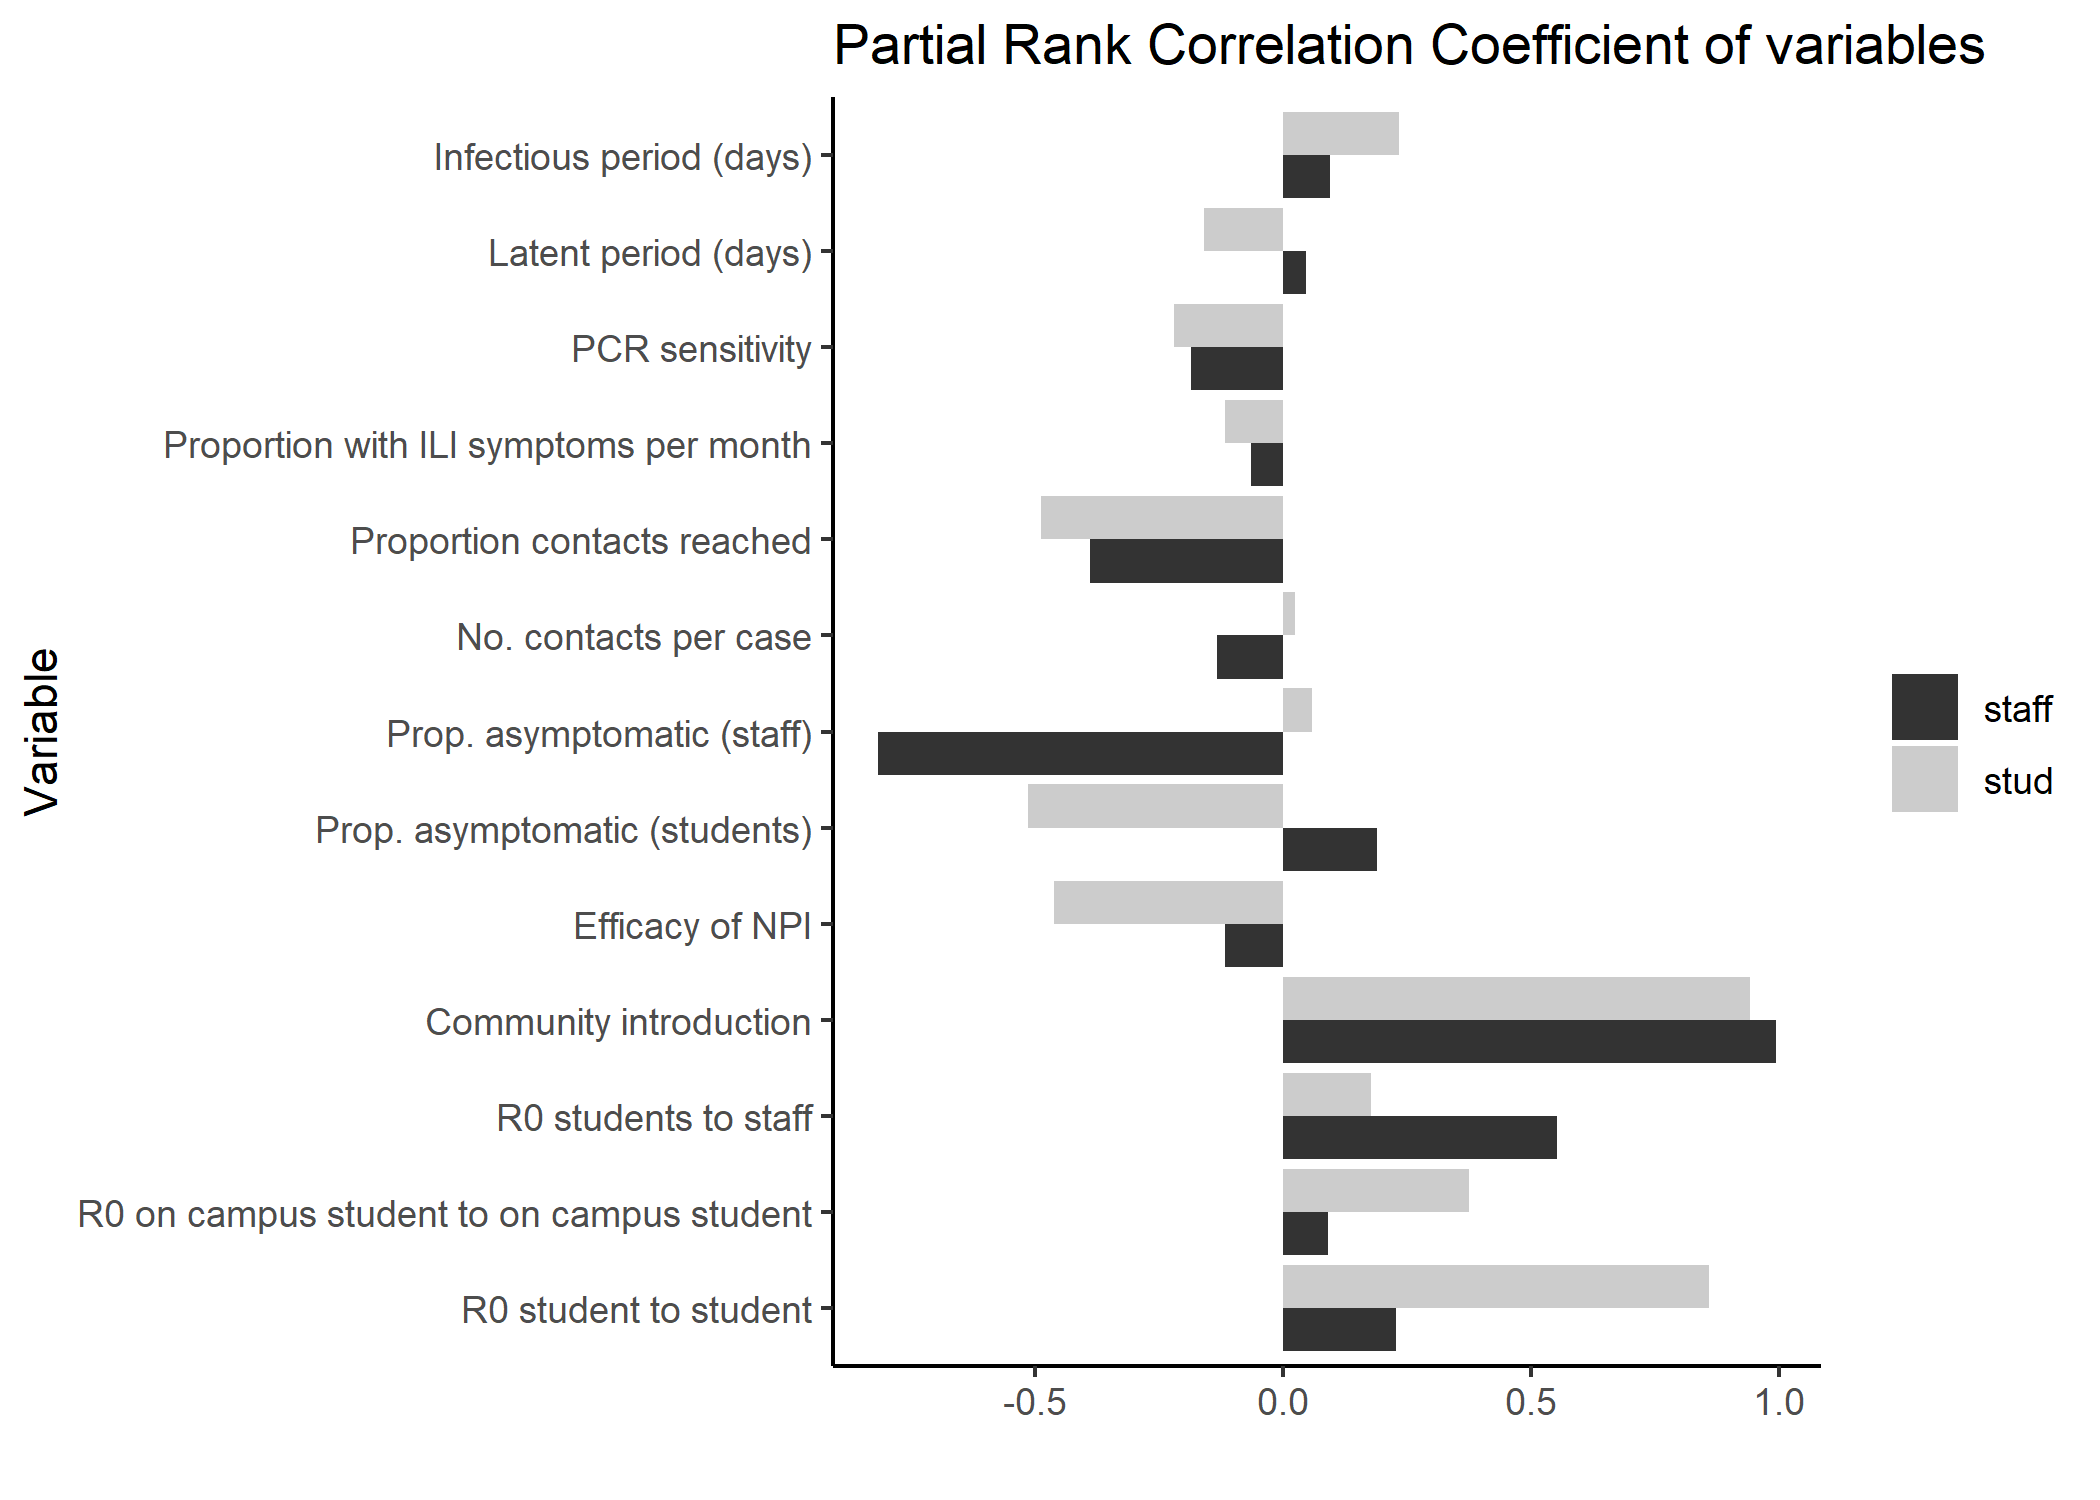 Partial Rank Correlation Coefficient of variables
Infectious period (days)
Latent period (days)
PCR sensitivity
Proportion with ILI symptoms per month
Proportion contacts reached
No. contacts per case
Prop. asymptomatic (staff)
Prop. asymptomatic (students)
Efficacy of NPI
Community introduction
R0 students to staff
R0 on campus student to on campus student
R0 student to student
Variable
-0.5 0.0 0.5 1.0
staff
stud